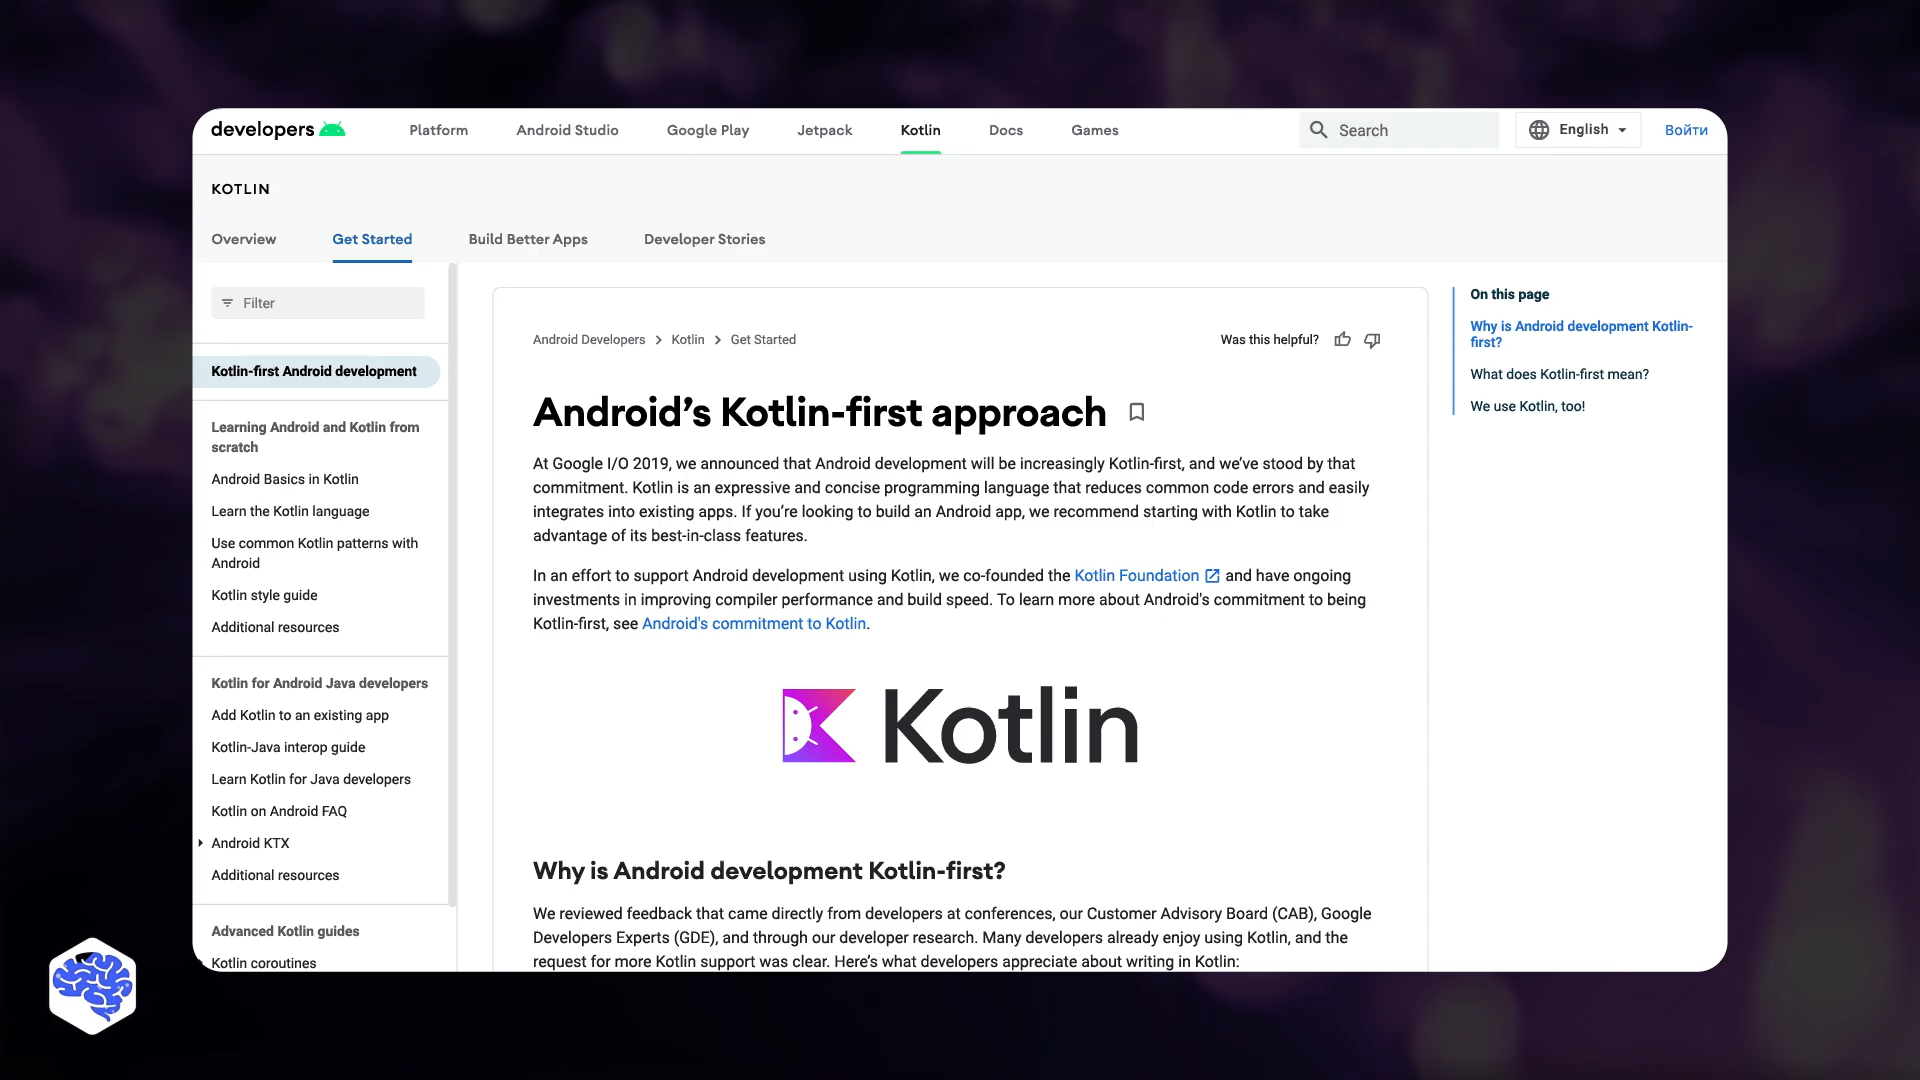 developers
Platform
Android Studio
Google Play
Jetpack
Kotlin
Docs
Games
Search
English
Войти
KOTLIN
Overview
Get Started
Build Better Apps
Developer Stories
Filter
Kotlin-first Android development
Learning Android and Kotlin from
scratch
Android Basics in Kotlin
Learn the Kotlin language
Use common Kotlin patterns with
Android
Kotlin style guide
Additional resources
Kotlin for Android Java developers
Add Kotlin to an existing app
Kotlin-Java interop guide
Learn Kotlin for Java developers
Kotlin on Android FAQ
Android KTX
Additional resources
Advanced Kotlin guides
Kotlin coroutines
Android Developers > Kotlin > Get Started
Was this helpful?
Android’s Kotlin-first approach
At Google I/O 2019, we announced that Android development will be increasingly Kotlin-first, and we’ve stood by that
commitment. Kotlin is an expressive and concise programming language that reduces common code errors and easily
integrates into existing apps. If you’re looking to build an Android app, we recommend starting with Kotlin to take
advantage of its best-in-class features.
In an effort to support Android development using Kotlin, we co-founded the Kotlin Foundation and have ongoing
investments in improving compiler performance and build speed. To learn more about Android's commitment to being
Kotlin-first, see Android's commitment to Kotlin.
Kotlin
Why is Android development Kotlin-first?
We reviewed feedback that came directly from developers at conferences, our Customer Advisory Board (CAB), Google
Developers Experts (GDE), and through our developer research. Many developers already enjoy using Kotlin, and the
request for more Kotlin support was clear. Here’s what developers appreciate about writing in Kotlin:
On this page
Why is Android development Kotlin-
first?
What does Kotlin-first mean?
We use Kotlin, too!